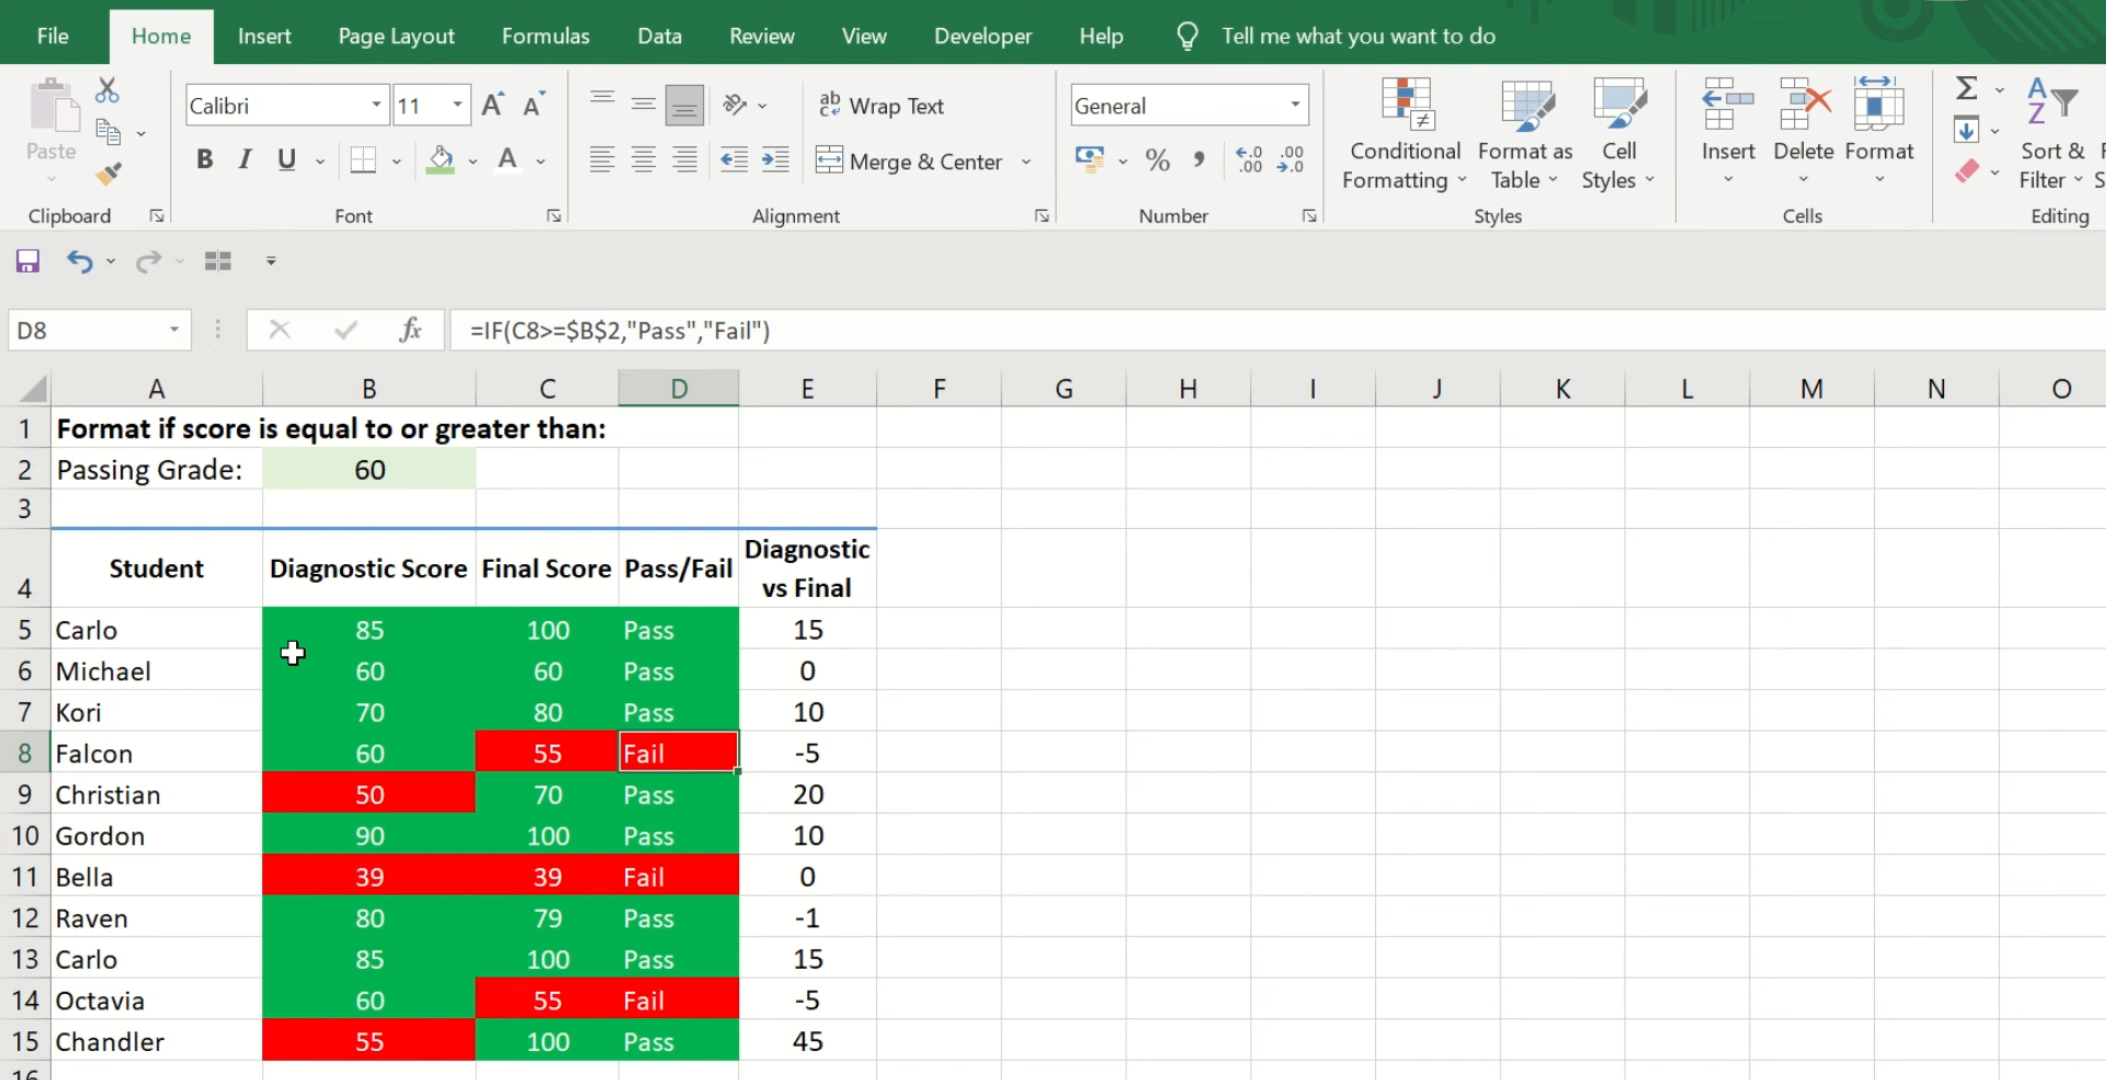 File Home Insert Page Layout Formulas Data Review View Developer Help Tell me what you want to do
Calibri 11 A A ab Wrap Text General
Paste B I U A Merge & Center % , .0 .00 .00 .0
Conditional Formatting Format as Table Cell Styles Insert Delete Format Σ A Z Sort & Filter
Clipboard Font Alignment Number Styles Cells Editing
D8 fx =IF(C8>=$B$2,"Pass","Fail")
A B C D E F G H I J K L M N O
1 Format if score is equal to or greater than:
2 Passing Grade: 60
3
4 Student Diagnostic Score Final Score Pass/Fail Diagnostic vs Final
5 Carlo 85 100 Pass 15
6 Michael 60 60 Pass 0
7 Kori 70 80 Pass 10
8 Falcon 60 55 Fail -5
9 Christian 50 70 Pass 20
10 Gordon 90 100 Pass 10
11 Bella 39 39 Fail 0
12 Raven 80 79 Pass -1
13 Carlo 85 100 Pass 15
14 Octavia 60 55 Fail -5
15 Chandler 55 100 Pass 45
16